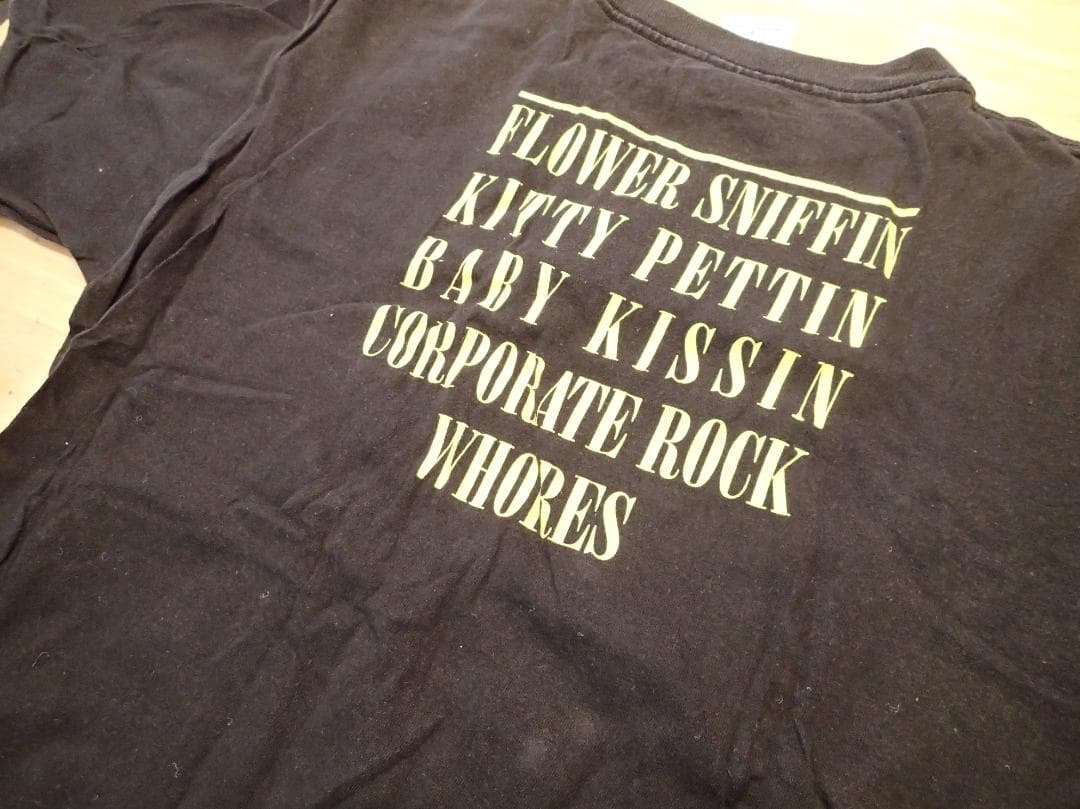 FLOWER SNIFFIN
KITTY PETTIN
BABY KISSIN
CORPORATE ROCK
WHORES